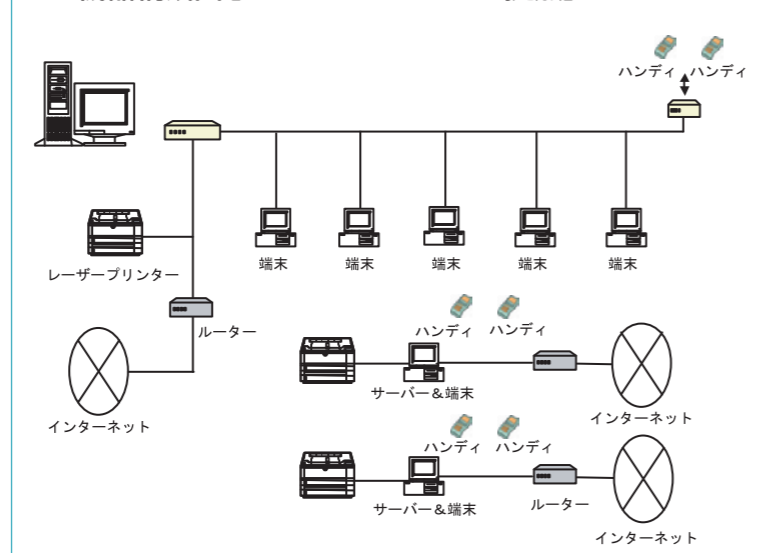 ハンディ ハンディ
端末 端末 端末 端末 端末
レーザープリンター
ルーター
ハンディ ハンディ
サーバー＆端末
インターネット
インターネット
ハンディ ハンディ
サーバー＆端末
ルーター
インターネット